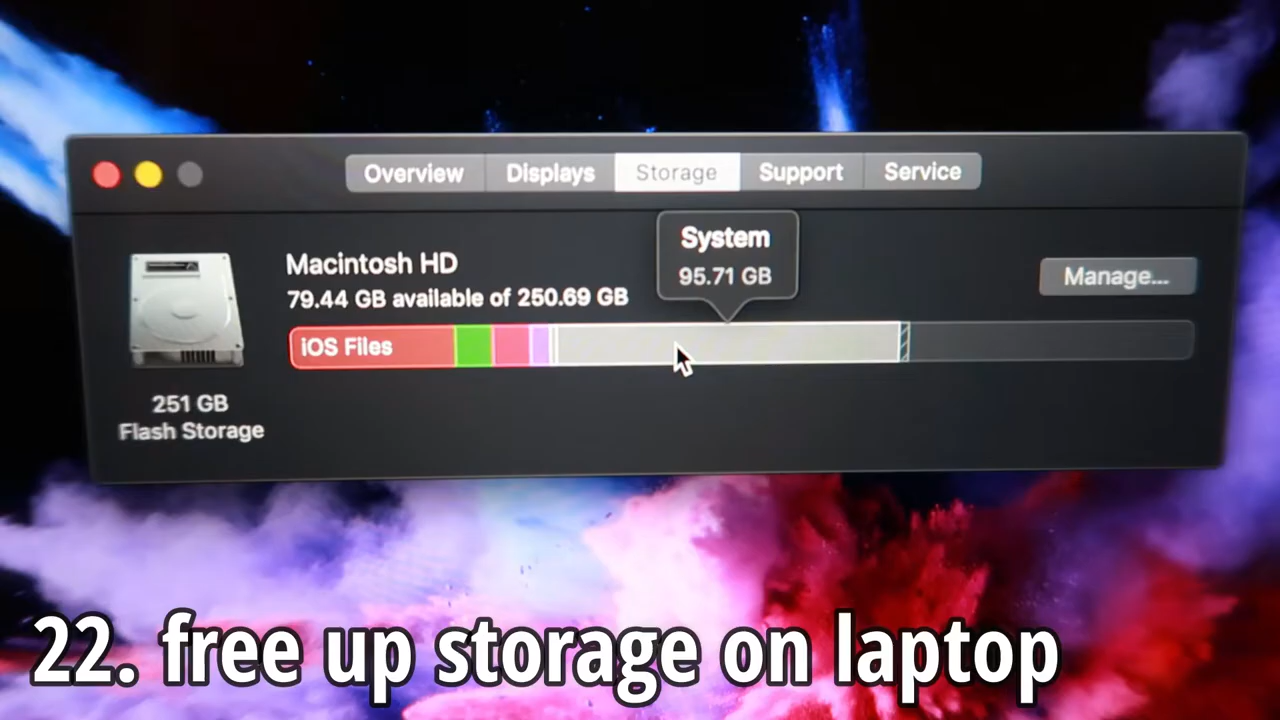 Overview Displays Storage Support Service
System
95.71 GB
Macintosh HD
79.44 GB available of 250.69 GB
Manage...
iOS Files
251 GB
Flash Storage
22. free up storage on laptop